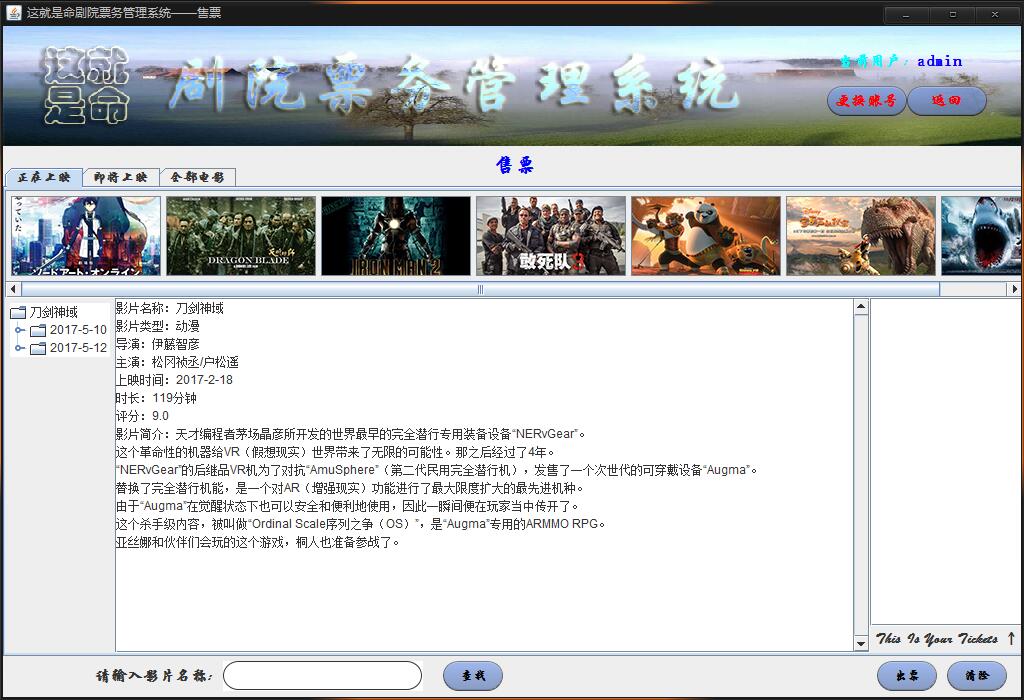 这就是命剧院票务管理系统——售票
这就
是命
剧院票务管理系统
当前用户：admin
更换账号 返回
售票
正在上映 即将上映 全部电影
やっていた
ソードアート・オンライン
DRAGON BLADE
IRON MAN 2
敢死队3
刀剑神域
2017-5-10
2017-5-12
影片名称：刀剑神域
影片类型：动漫
导演：伊藤智彦
主演：松冈祯丞/户松遥
上映时间：2017-2-18
时长：119分钟
评分：9.0
影片简介：天才编程者茅场晶彦所开发的世界最早的完全潜行专用装备设备“NERvGear”。
这个革命性的机器给VR（假想现实）世界带来了无限的可能性。那之后经过了4年。
“NERvGear”的后继品VR机为了对抗“AmuSphere”（第二代民用完全潜行机），发售了一个次世代的可穿戴设备“Augma”。
替换了完全潜行机能，是一个对AR（增强现实）功能进行了最大限度扩大的最先进机种。
由于“Augma”在觉醒状态下也可以安全和便利地使用，因此一瞬间便在玩家当中传开了。
这个杀手级内容，被叫做“Ordinal Scale序列之争（OS）”，是“Augma”专用的ARMMO RPG。
亚丝娜和伙伴们会玩的这个游戏，桐人也准备参战了。
This Is Your Tickets ↑
请输入影片名称： 查找 出票 清除